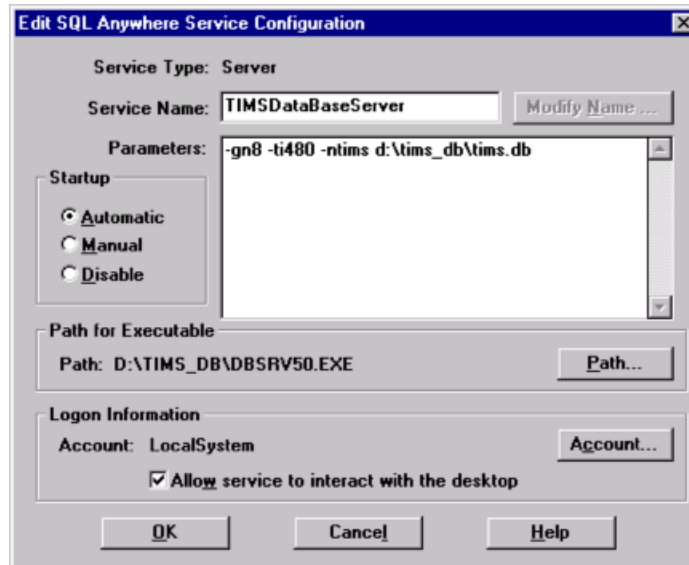 Edit SQL Anywhere Service Configuration
Service Type: Server
Service Name: TIMSDataBaseServer Modify Name ...
Parameters: -gn8 -ti480 -ntims d:\tims_db\tims.db
Startup
Automatic
Manual
Disable
Path for Executable
Path: D:\TIMS_DB\DBSRV50.EXE Path...
Logon Information
Account: LocalSystem Account...
Allow service to interact with the desktop
OK Cancel Help